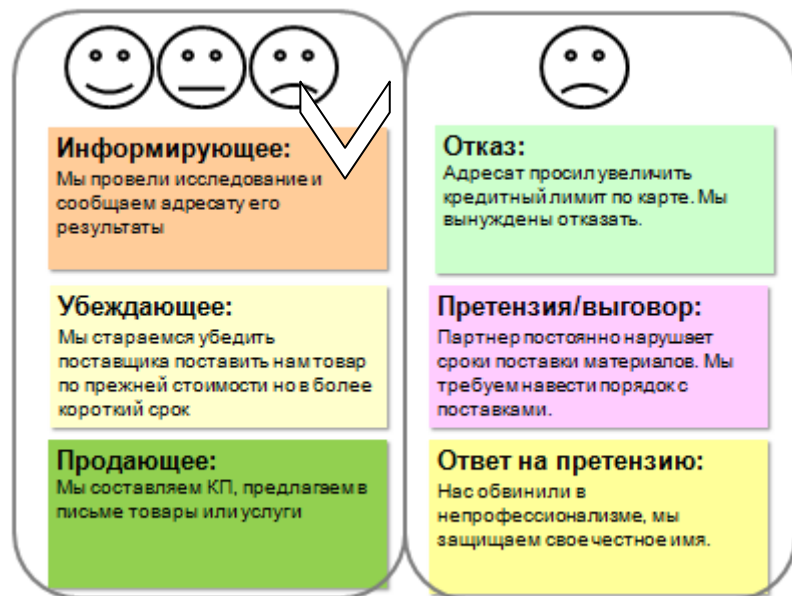 Информирующее:
Мы провели исследование и
сообщаем адресату его
результаты
Убеждающее:
Мы стараемся убедить
поставщика поставить нам товар
по прежней стоимости но в более
короткий срок
Продающее:
Мы составляем КП, предлагаем в
письме товары или услуги
Отказ:
Адресат просил увеличить
кредитный лимит по карте. Мы
вынуждены отказать.
Претензия/выговор:
Партнер постоянно нарушает
сроки поставки материалов. Мы
требуем навести порядок с
поставками.
Ответ на претензию:
Нас обвинили в
непрофессионализме, мы
защищаем свое честное имя.